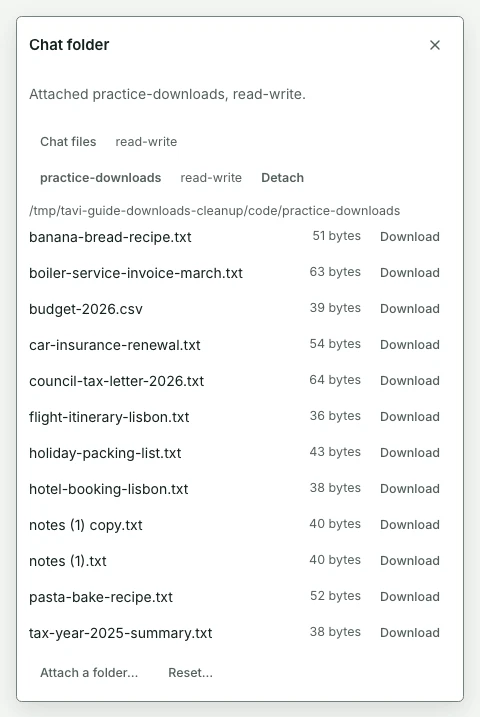 Chat folder ×
Attached practice-downloads, read-write.
Chat files read-write
practice-downloads read-write Detach
/tmp/tavi-guide-downloads-cleanup/code/practice-downloads
banana-bread-recipe.txt 51 bytes Download
boiler-service-invoice-march.txt 63 bytes Download
budget-2026.csv 39 bytes Download
car-insurance-renewal.txt 54 bytes Download
council-tax-letter-2026.txt 64 bytes Download
flight-itinerary-lisbon.txt 36 bytes Download
holiday-packing-list.txt 43 bytes Download
hotel-booking-lisbon.txt 38 bytes Download
notes (1) copy.txt 40 bytes Download
notes (1).txt 40 bytes Download
pasta-bake-recipe.txt 52 bytes Download
tax-year-2025-summary.txt 38 bytes Download
Attach a folder... Reset...